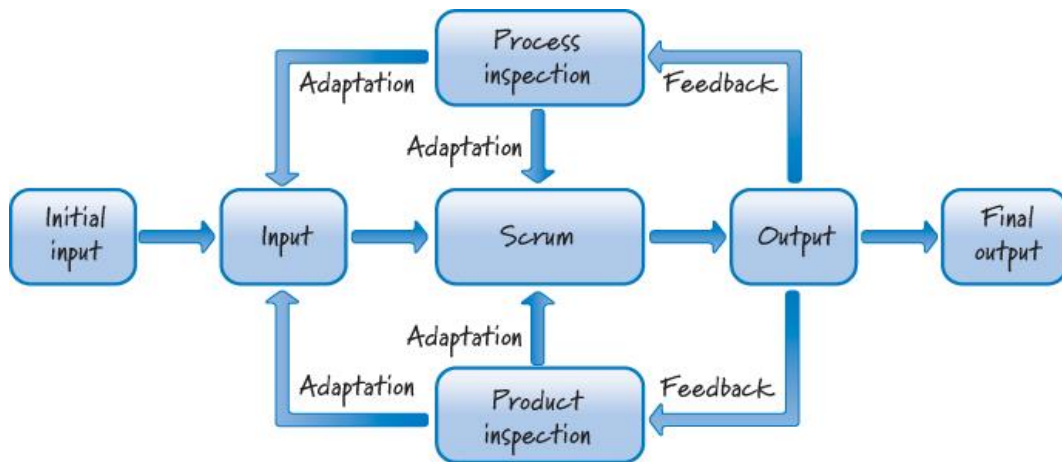 Process
inspection
Adaptation
Feedback
Adaptation
Initial
input
Input
Scrum
Output
Final
output
Adaptation
Adaptation
Feedback
Product
inspection